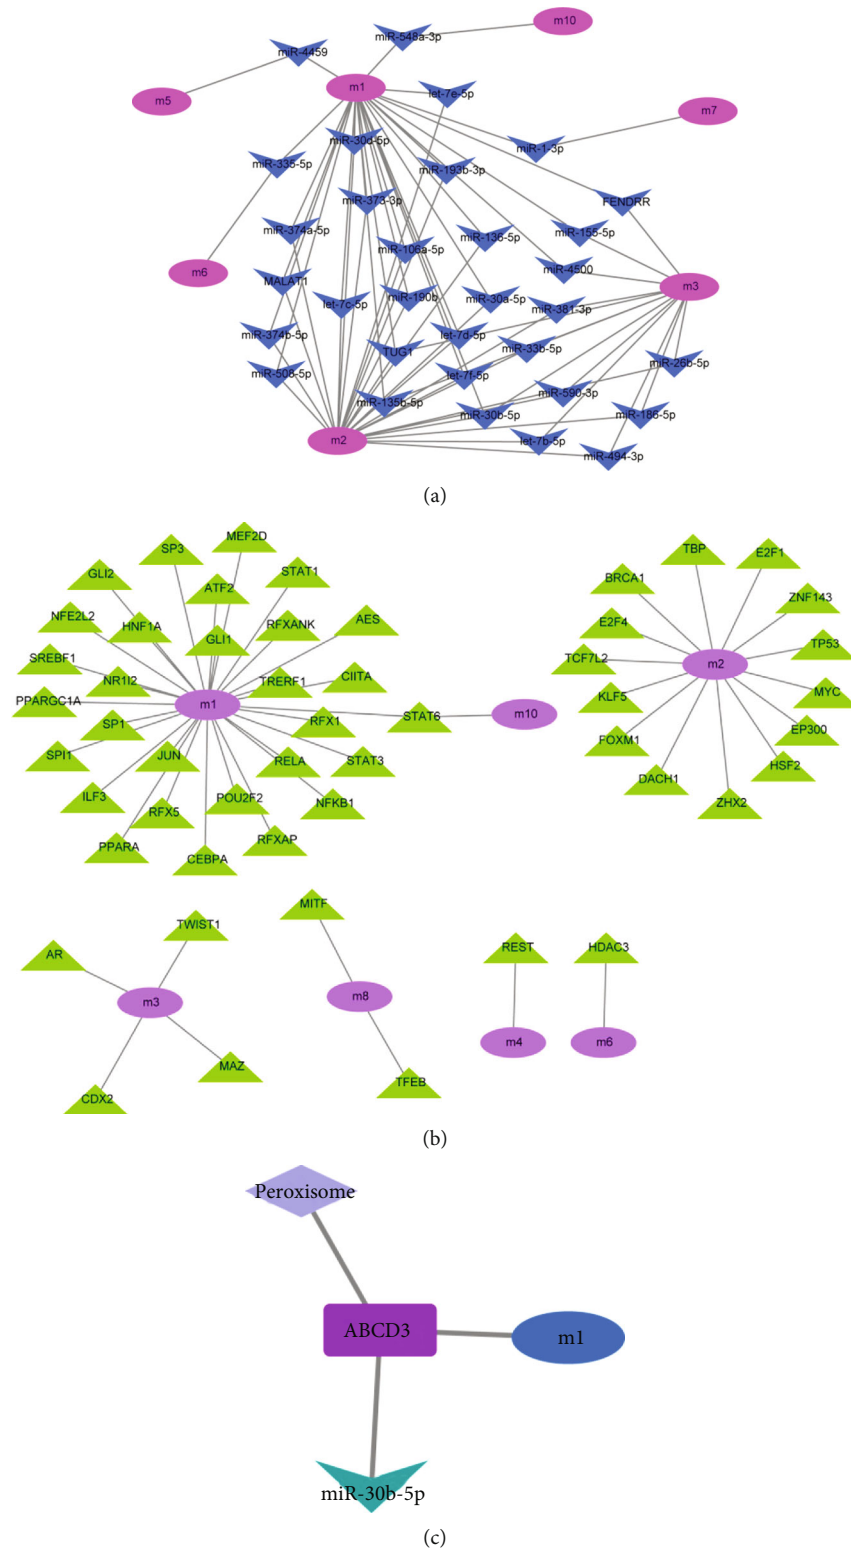 m10
miR-548a-3p
miR-4459
m1
let-7e-5p
m5
m7
miR-30d-5p
miR-1-3p
miR-335-5p
miR-193b-3p
miR-373-3p
FENDRR
miR-374a-5p
miR-155-5p
miR-136-5p
miR-106a-5p
m6
miR-4500
MALAT1
m3
miR-190b
miR-30a-5p
let-7c-5p
miR-381-3p
miR-374b-5p
let-7d-5p
TUG1
miR-33b-5p
miR-26b-5p
miR-508-5p
let-7f-5p
miR-590-3p
miR-135b-5p
miR-30b-5p
miR-186-5p
m2
let-7b-5p
miR-494-3p
(a)
MEF2D
SP3
GLI2
STAT1
ATF2
NFE2L2
HNF1A
RFXANK
AES
GLI1
SREBF1
NR1I2
TRERF1
CIITA
PPARGC1A
m1
SP1
RFX1
STAT6
m10
SPI1
JUN
RELA
STAT3
ILF3
RFX5
POU2F2
NFKB1
PPARA
CEBPA
RFXAP
TBP
E2F1
BRCA1
ZNF143
E2F4
TP53
TCF7L2
m2
KLF5
MYC
FOXM1
EP300
DACH1
HSF2
ZHX2
TWIST1
AR
m3
MAZ
CDX2
MITF
m8
TFEB
REST
m4
HDAC3
m6
(b)
Peroxisome
ABCD3
m1
miR-30b-5p
(c)